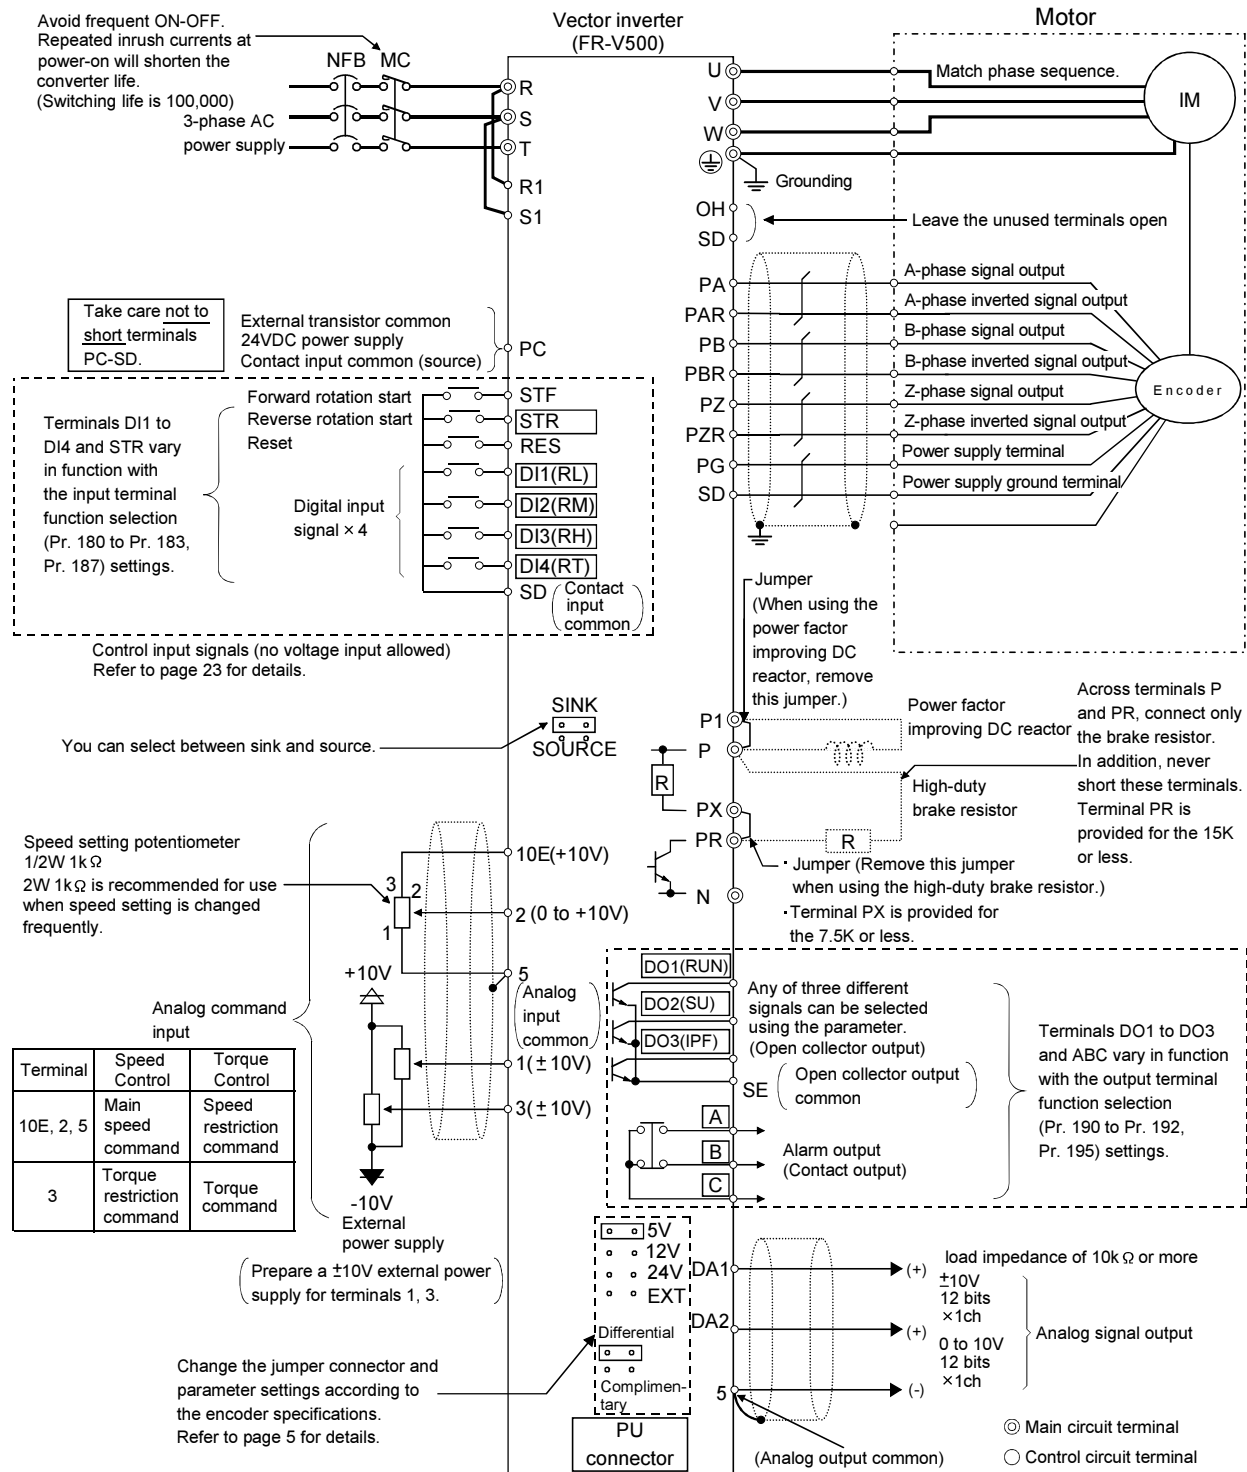 Avoid frequent ON-OFF.
Repeated inrush currents at
power-on will shorten the
converter life.
(Switching life is 100,000)
3-phase AC
power supply
NFB MC
Vector inverter
(FR-V500)
Motor
R
S
T
R1
S1
U
V
W
Match phase sequence.
IM
Grounding
OH
SD
Leave the unused terminals open
PA
A-phase signal output
PAR
A-phase inverted signal output
PB
B-phase signal output
PBR
B-phase inverted signal output
PZ
Z-phase signal output
PZR
Z-phase inverted signal output
PG
Power supply terminal
SD
Power supply ground terminal
Encoder
Take care not to
short terminals
PC-SD.
External transistor common
24VDC power supply
Contact input common (source)
PC
Terminals DI1 to
DI4 and STR vary
in function with
the input terminal
function selection
(Pr. 180 to Pr. 183,
Pr. 187) settings.
Forward rotation start
Reverse rotation start
Reset
Digital input
signal × 4
STF
STR
RES
DI1(RL)
DI2(RM)
DI3(RH)
DI4(RT)
SD
Contact
input
common
Control input signals (no voltage input allowed)
Refer to page 23 for details.
Jumper
(When using the
power factor
improving DC
reactor, remove
this jumper.)
You can select between sink and source.
SINK
SOURCE
P1
P
R
PX
PR
N
Power factor
improving DC reactor
High-duty
brake resistor
R
Across terminals P
and PR, connect only
the brake resistor.
In addition, never
short these terminals.
Terminal PR is
provided for the 15K
or less.
· Jumper (Remove this jumper
when using the high-duty brake resistor.)
· Terminal PX is provided for
the 7.5K or less.
Speed setting potentiometer
1/2W 1kΩ
2W 1kΩ is recommended for use
when speed setting is changed
frequently.
3
2
1
10E(+10V)
2 (0 to +10V)
5
Analog
input
common
1(±10V)
3(±10V)
+10V
-10V
External
power supply
Prepare a ±10V external power
supply for terminals 1, 3.
Analog command
input
Terminal Speed Control Torque Control
10E, 2, 5 Main speed command Speed restriction command
3 Torque restriction command Torque command
DO1(RUN)
DO2(SU)
DO3(IPF)
Any of three different
signals can be selected
using the parameter.
(Open collector output)
SE
Open collector output
common
A
B
C
Alarm output
(Contact output)
Terminals DO1 to DO3
and ABC vary in function
with the output terminal
function selection
(Pr. 190 to Pr. 192,
Pr. 195) settings.
5V
12V
24V
EXT
Differential
Complimen-
tary
Change the jumper connector and
parameter settings according to
the encoder specifications.
Refer to page 5 for details.
PU
connector
DA1
(+)
load impedance of 10kΩ or more
±10V
12 bits
×1ch
DA2
(+)
0 to 10V
12 bits
×1ch
Analog signal output
5
(-)
(Analog output common)
Main circuit terminal
Control circuit terminal